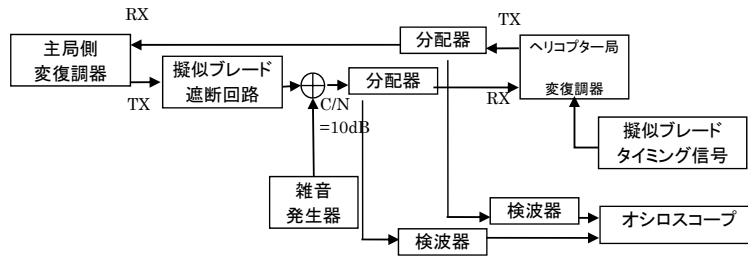 RX
TX
分配器
ヘリコプター局
変復調器
主局側
変復調器
TX
擬似ブレード
遮断回路
C/N
=10dB
分配器
RX
擬似ブレード
タイミング信号
雑音
発生器
検波器
検波器
オシロスコープ